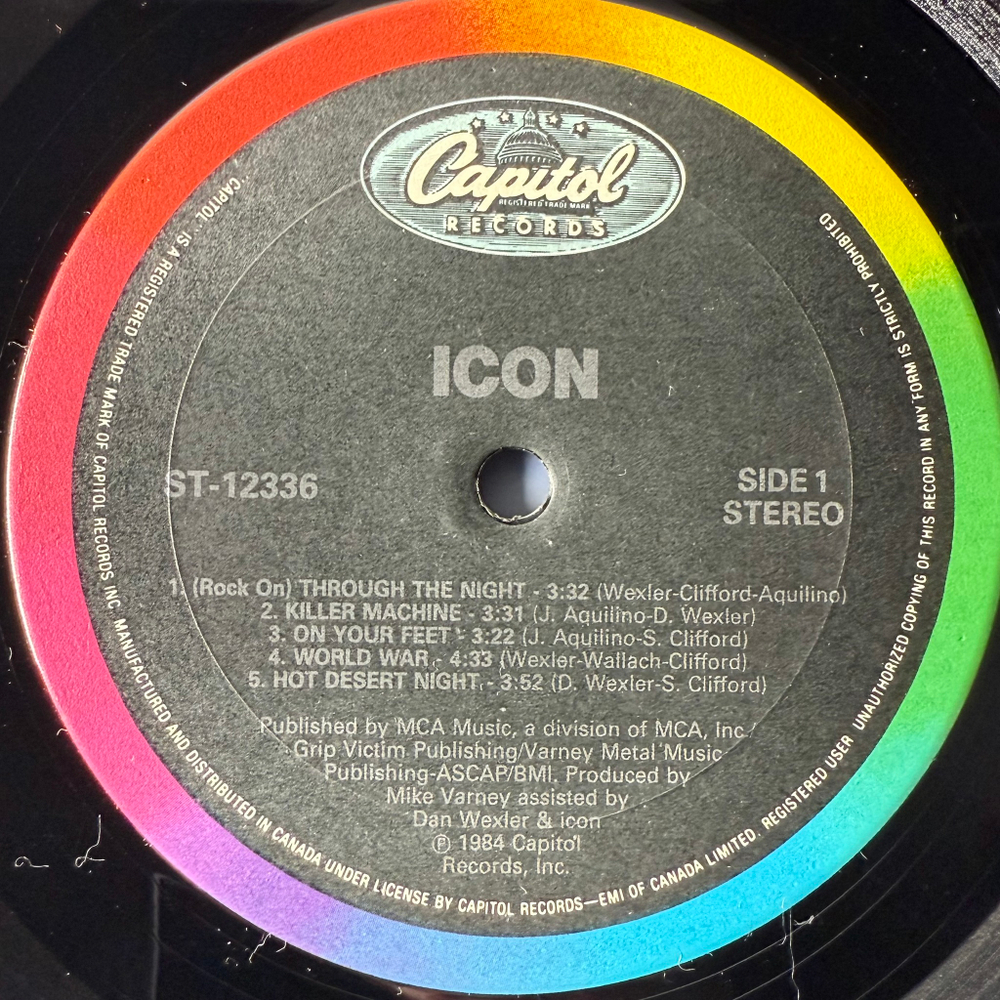 Capitol
REGISTERED TRADE MARK
RECORDS
ICON
ST-12336
SIDE 1
STEREO
1. (Rock On) THROUGH THE NIGHT - 3:32 (Wexler-Clifford-Aquilino)
2. KILLER MACHINE - 3:31 (J. Aquilino-D. Wexler)
3. ON YOUR FEET - 3:22 (J. Aquilino-S. Clifford)
4. WORLD WAR - 4:33 (Wexler-Wallach-Clifford)
5. HOT DESERT NIGHT - 3:52 (D. Wexler-S. Clifford)
Published by MCA Music, a division of MCA, Inc/
Grip Victim Publishing/Varney Metal Music
Publishing-ASCAP/BMI. Produced by
Mike Varney assisted by
Dan Wexler & icon
℗ 1984 Capitol
Records, Inc.
"CAPITOL" IS A REGISTERED TRADE MARK OF CAPITOL RECORDS INC. MANUFACTURED AND DISTRIBUTED IN CANADA UNDER LICENSE BY CAPITOL RECORDS—EMI OF CANADA LIMITED. REGISTERED USER UNAUTHORIZED COPYING OF THIS RECORD IN ANY FORM IS STRICTLY PROHIBITED